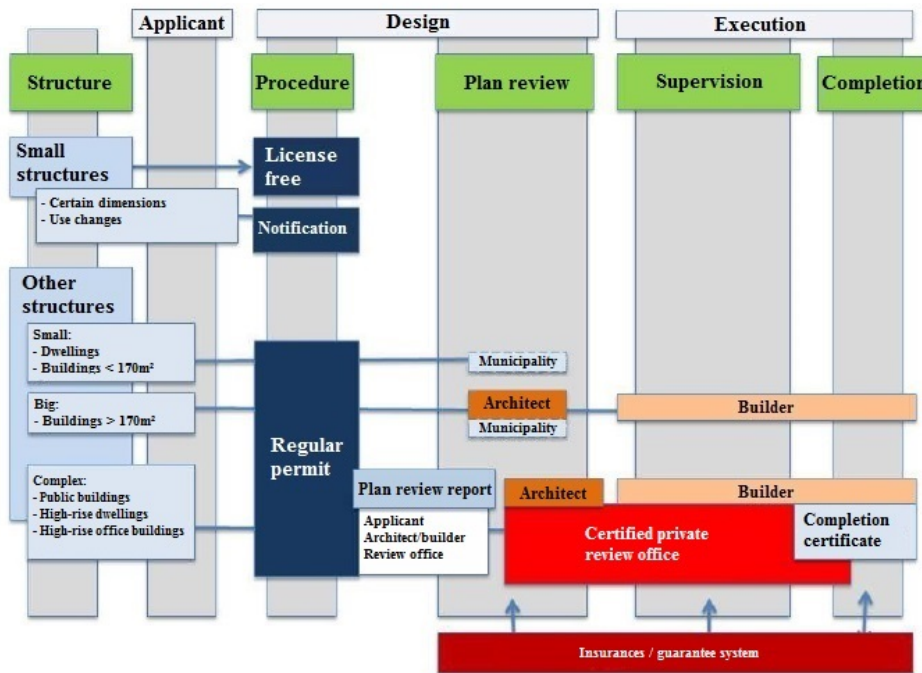 Applicant
Design
Execution
Structure
Procedure
Plan review
Supervision
Completion
Small
structures
License
free
- Certain dimensions
- Use changes
Notification
Other
structures
Small:
- Dwellings
- Buildings < 170m²
Municipality
Big:
- Buildings > 170m²
Architect
Municipality
Builder
Regular
permit
Complex:
- Public buildings
- High-rise dwellings
- High-rise office buildings
Plan review report
Applicant
Architect/builder
Review office
Architect
Builder
Certified private
review office
Completion
certificate
Insurances / guarantee system